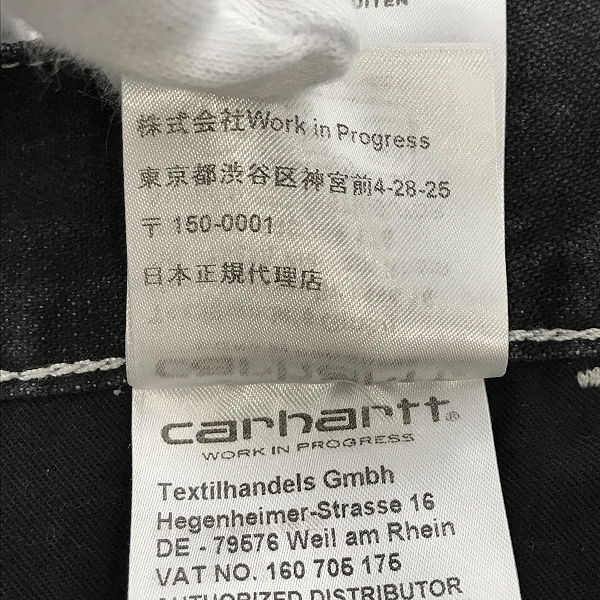 株式会社Work in Progress
東京都渋谷区神宮前4-28-25
〒 150-0001
日本正規代理店
carhartt®
WORK IN PROGRESS
Textilhandels Gmbh
Hegenheimer-Strasse 16
DE - 79576 Weil am Rhein
VAT NO. 160 705 175
AUTHORIZED DISTRIBUTOR